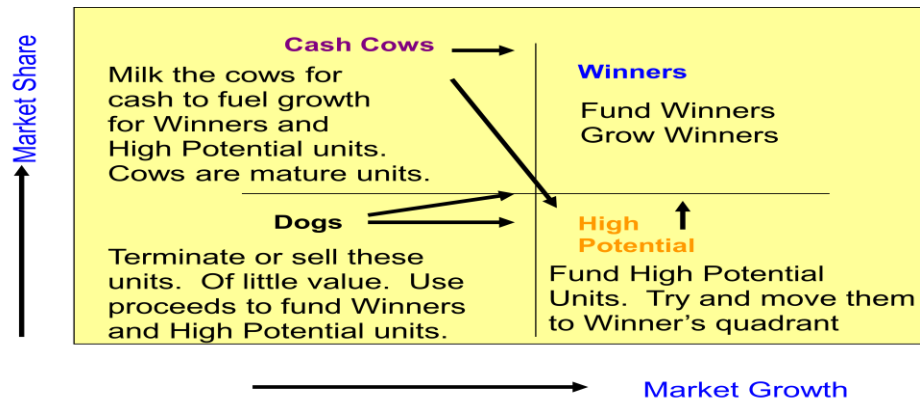 Market Share
Cash Cows
Milk the cows for
cash to fuel growth
for Winners and
High Potential units.
Cows are mature units.
Winners
Fund Winners
Grow Winners
Dogs
Terminate or sell these
units. Of little value. Use
proceeds to fund Winners
and High Potential units.
High
Potential
Fund High Potential
Units. Try and move them
to Winner’s quadrant
Market Growth